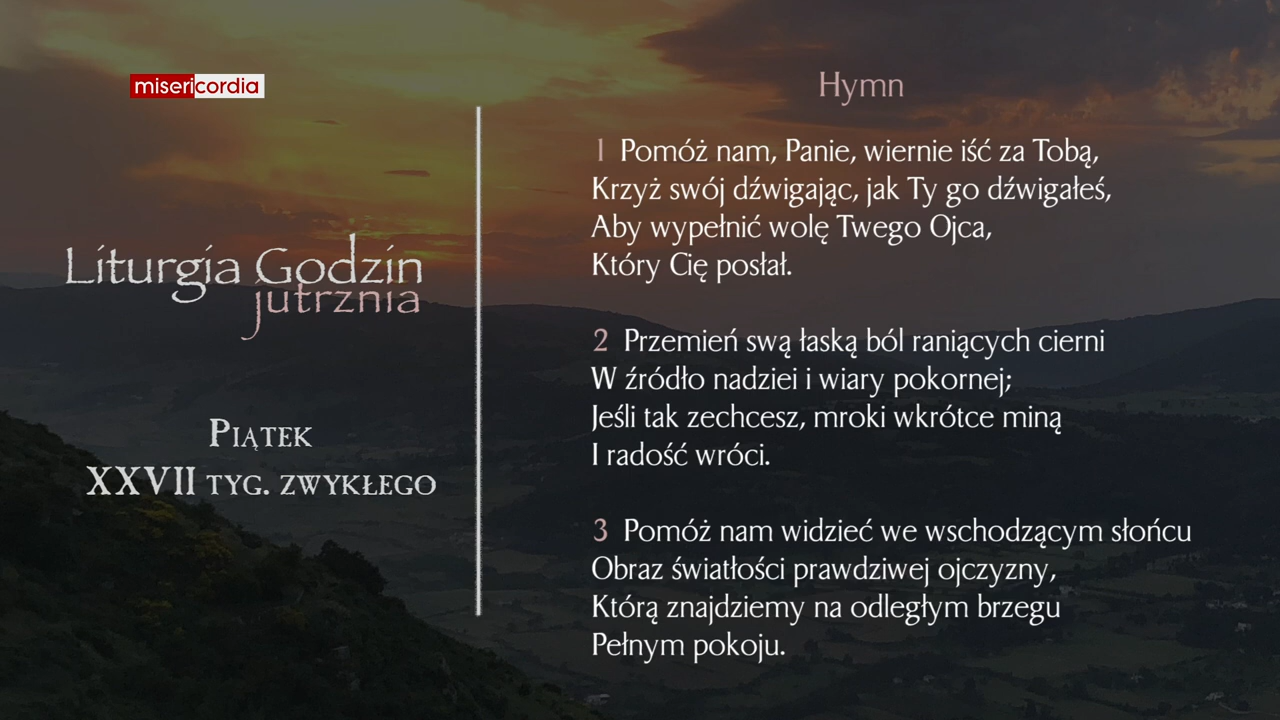 misericordia
Liturgia Godzin
jutrznia
Piątek
XXVII tyg. zwykłego
Hymn
1 Pomóż nam, Panie, wiernie iść za Tobą,
Krzyż swój dźwigając, jak Ty go dźwigałeś,
Aby wypełnić wolę Twego Ojca,
Który Cię posłał.
2 Przemień swą łaską ból raniących cierni
W źródło nadziei i wiary pokornej;
Jeśli tak zechcesz, mroki wkrótce miną
I radość wróci.
3 Pomóż nam widzieć we wschodzącym słońcu
Obraz światłości prawdziwej ojczyzny,
Którą znajdziemy na odległym brzegu
Pełnym pokoju.